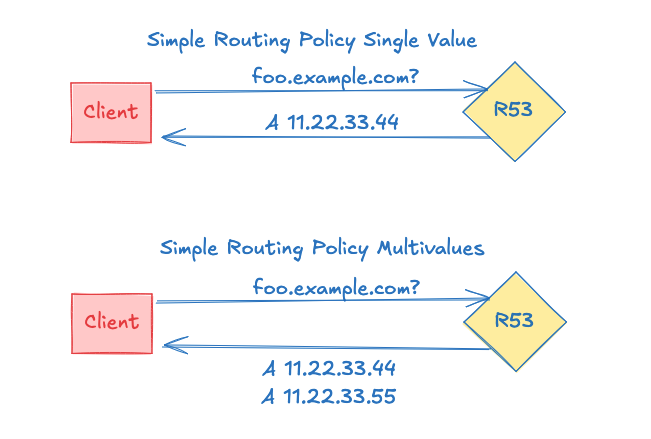 Simple Routing Policy Single Value
foo.example.com?
Client
R53
A 11.22.33.44
Simple Routing Policy Multivalues
foo.example.com?
Client
R53
A 11.22.33.44
A 11.22.33.55